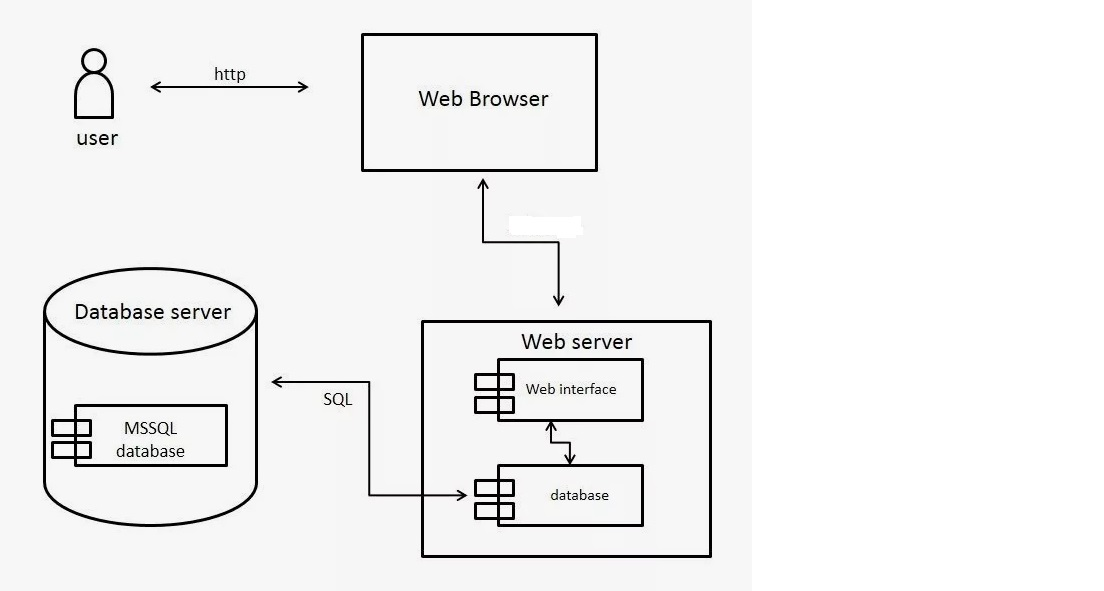 http
Web Browser
user
Database server
Web server
Web interface
SQL
MSSQL
database
database